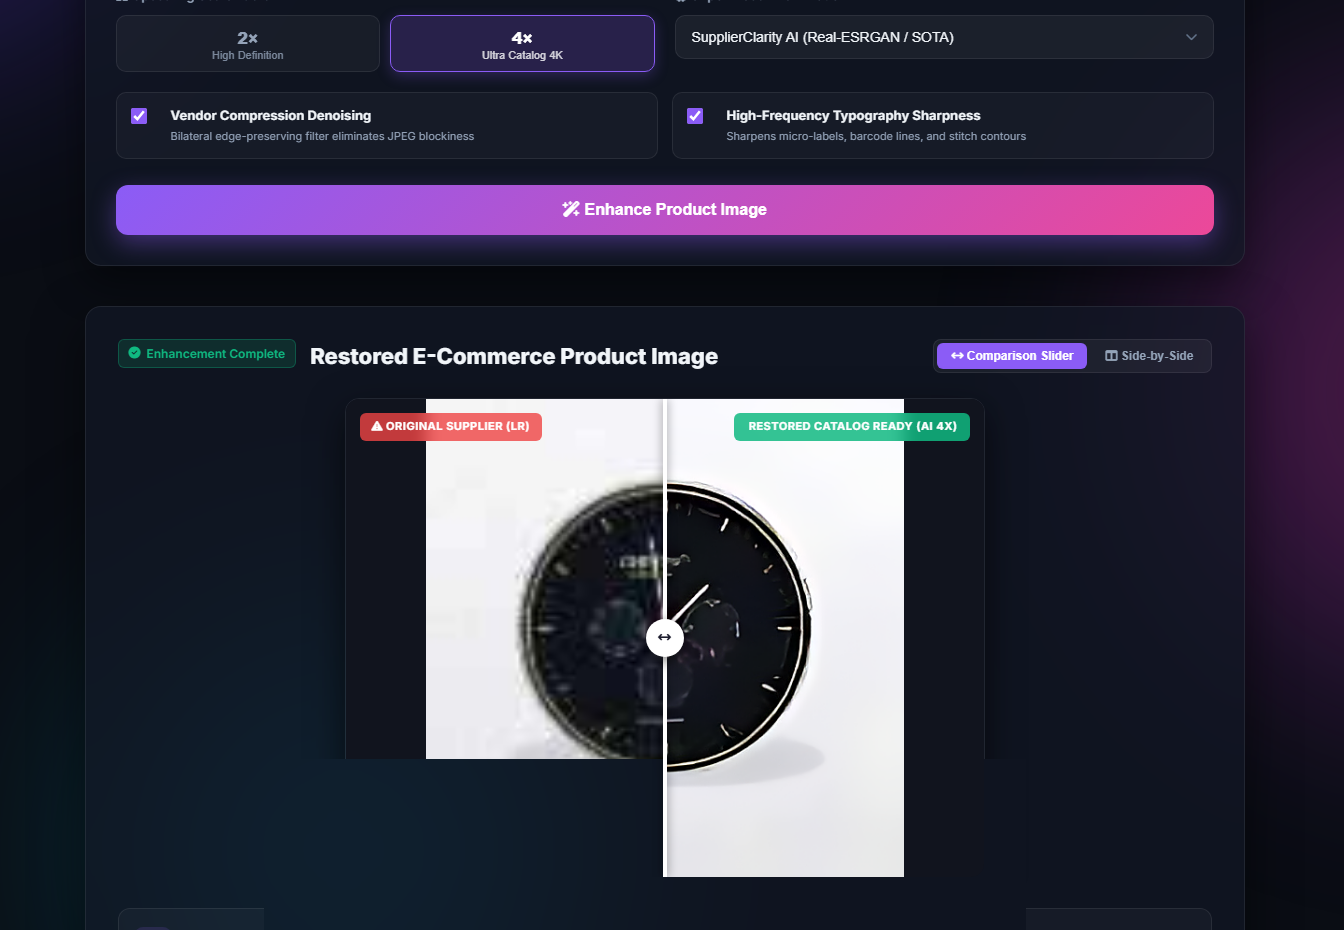 2×
High Definition
4×
Ultra Catalog 4K
SupplierClarity AI (Real-ESRGAN / SOTA)
Vendor Compression Denoising
Bilateral edge-preserving filter eliminates JPEG blockiness
High-Frequency Typography Sharpness
Sharpens micro-labels, barcode lines, and stitch contours
Enhance Product Image
Enhancement Complete
Restored E-Commerce Product Image
Comparison Slider
Side-by-Side
ORIGINAL SUPPLIER (LR)
RESTORED CATALOG READY (AI 4X)